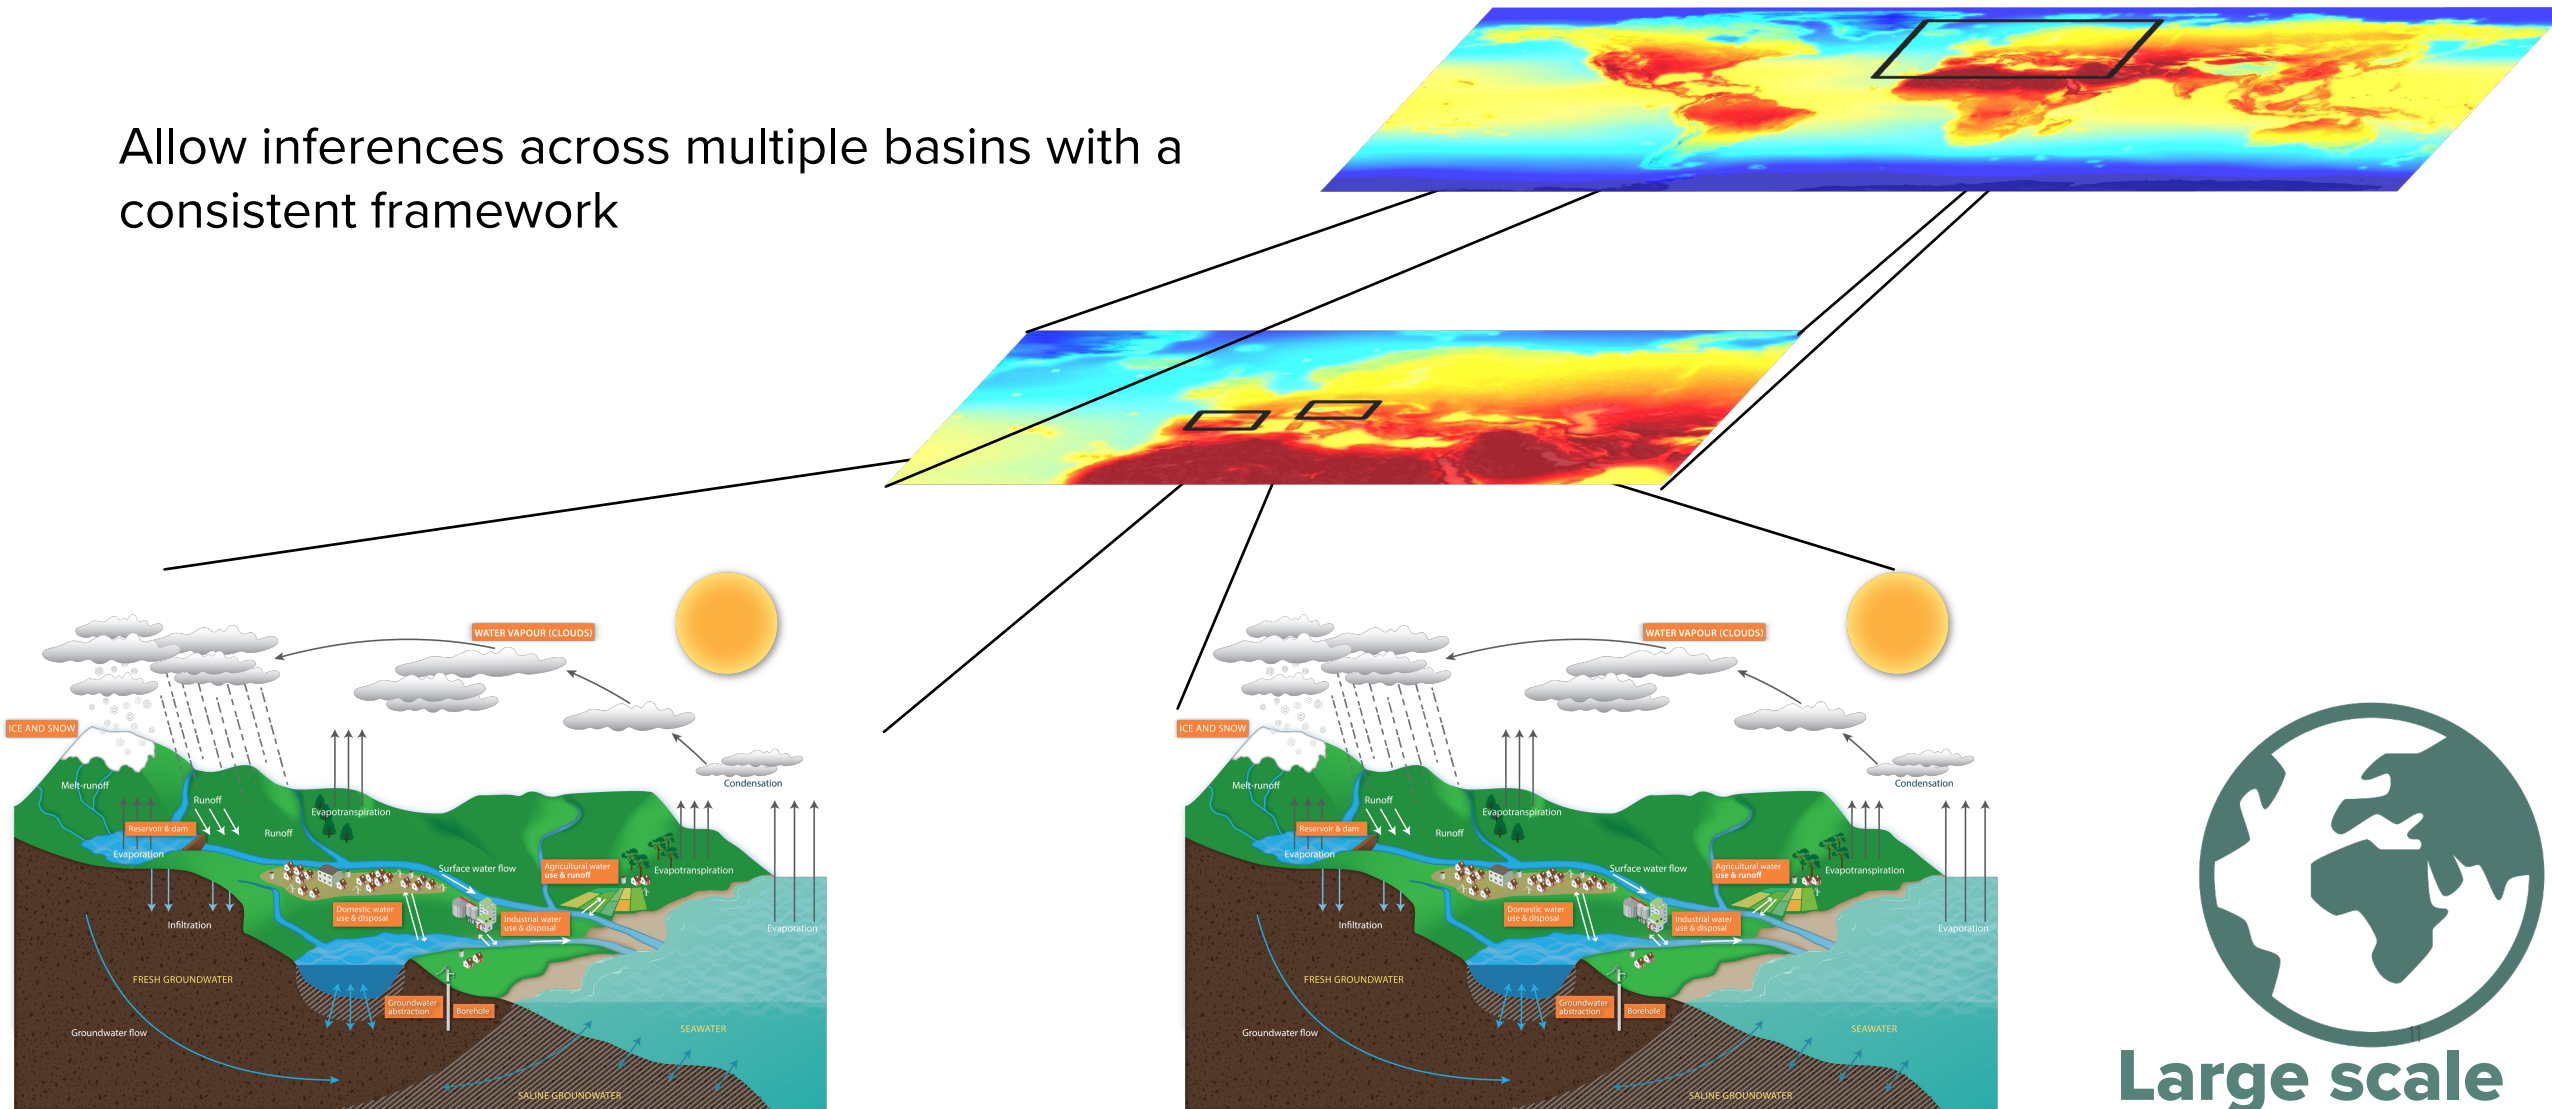 Allow inferences across multiple basins with a
consistent framework
WATER VAPOUR (CLOUDS)
ICE AND SNOW
Condensation
Melt-runoff
Runoff
Evapotranspiration
Reservoir & dam
Runoff
Evaporation
Surface water flow
Agricultural water
use & runoff
Evapotranspiration
Domestic water
use & disposal
Industrial water
use & disposal
Infiltration
Evaporation
FRESH GROUNDWATER
Groundwater
abstraction
Borehole
Groundwater flow
SEAWATER
SALINE GROUNDWATER
WATER VAPOUR (CLOUDS)
ICE AND SNOW
Condensation
Melt-runoff
Runoff
Evapotranspiration
Reservoir & dam
Runoff
Evaporation
Surface water flow
Agricultural water
use & runoff
Evapotranspiration
Domestic water
use & disposal
Industrial water
use & disposal
Infiltration
Evaporation
FRESH GROUNDWATER
Groundwater
abstraction
Borehole
Groundwater flow
SEAWATER
SALINE GROUNDWATER
Large scale